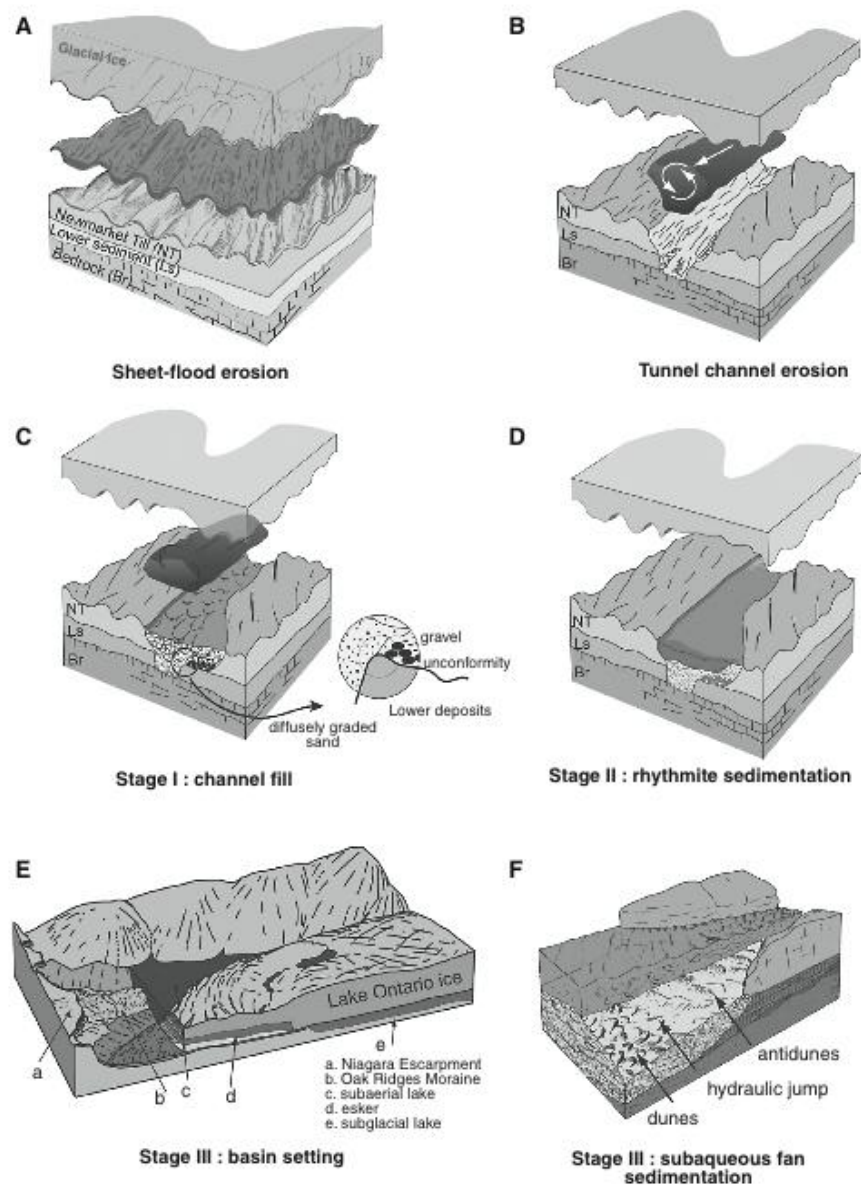 A
Glacial Ice
Newmarket Till (NT)
Lower sediment (Ls)
Bedrock (Br)
Sheet-flood erosion
B
NT
Ls
Br
Tunnel channel erosion
C
NT
Ls
Br
gravel
unconformity
Lower deposits
diffusely graded
sand
Stage I : channel fill
D
NT
Ls
Br
Stage II : rhythmite sedimentation
E
Lake Ontario ice
a
b
c
d
e
a. Niagara Escarpment
b. Oak Ridges Moraine
c. subaerial lake
d. esker
e. subglacial lake
Stage III : basin setting
F
antidunes
hydraulic jump
dunes
Stage III : subaqueous fan
sedimentation